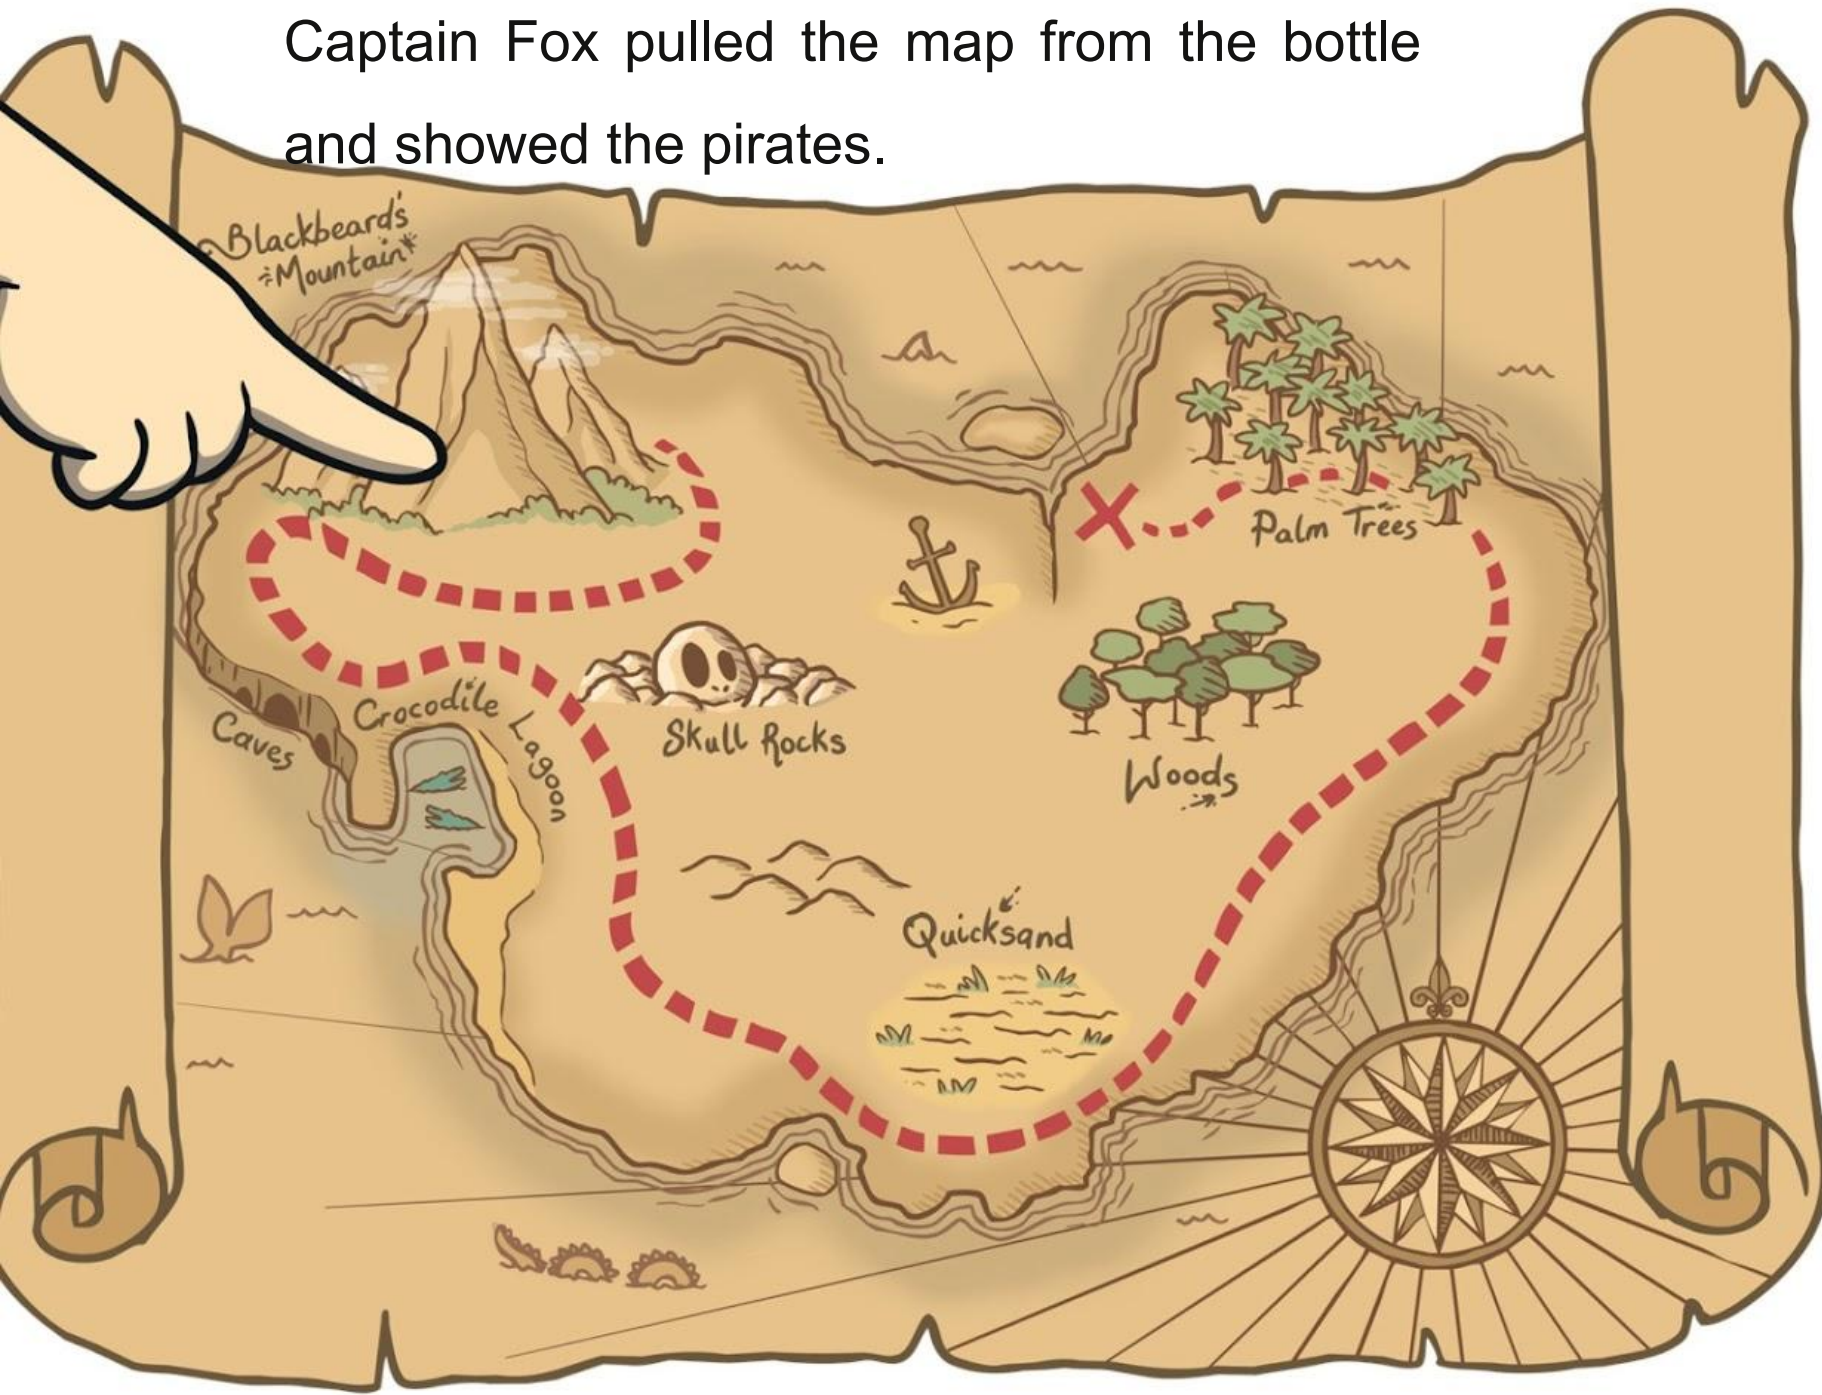 Captain Fox pulled the map from the bottle
and showed the pirates.
Blackbeard's
Mountain
Palm Trees
Crocodile Lagoon
Caves
Skull Rocks
Woods
Quicksand